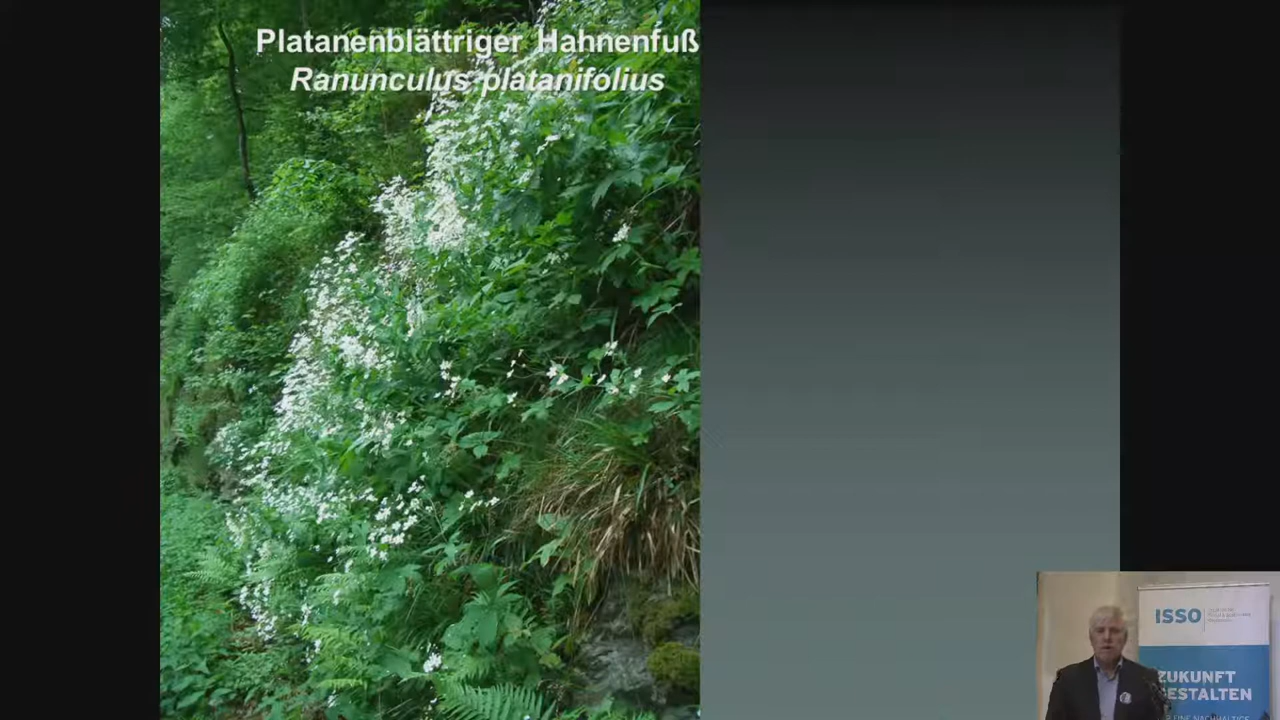 Platanenblättriger Hahnenfuß
Ranunculus platanifolius
ISSO
ZUKUNFT
GESTALTEN